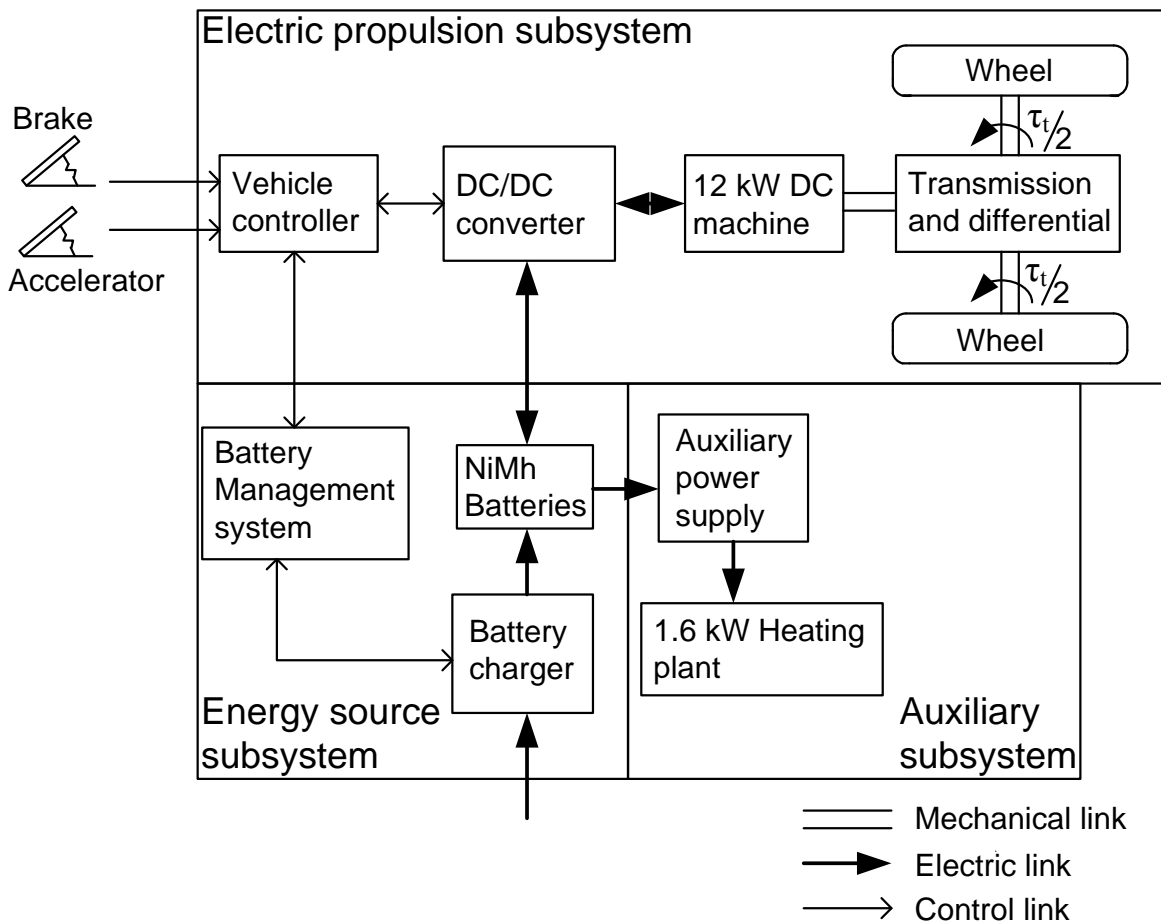 Electric propulsion subsystem
Wheel
Brake
τt/2
Vehicle
controller
DC/DC
converter
12 kW DC
machine
Transmission
and differential
Accelerator
τt/2
Wheel
Battery
Management
system
NiMh
Batteries
Auxiliary
power
supply
Battery
charger
1.6 kW Heating
plant
Energy source
subsystem
Auxiliary
subsystem
Mechanical link
Electric link
Control link